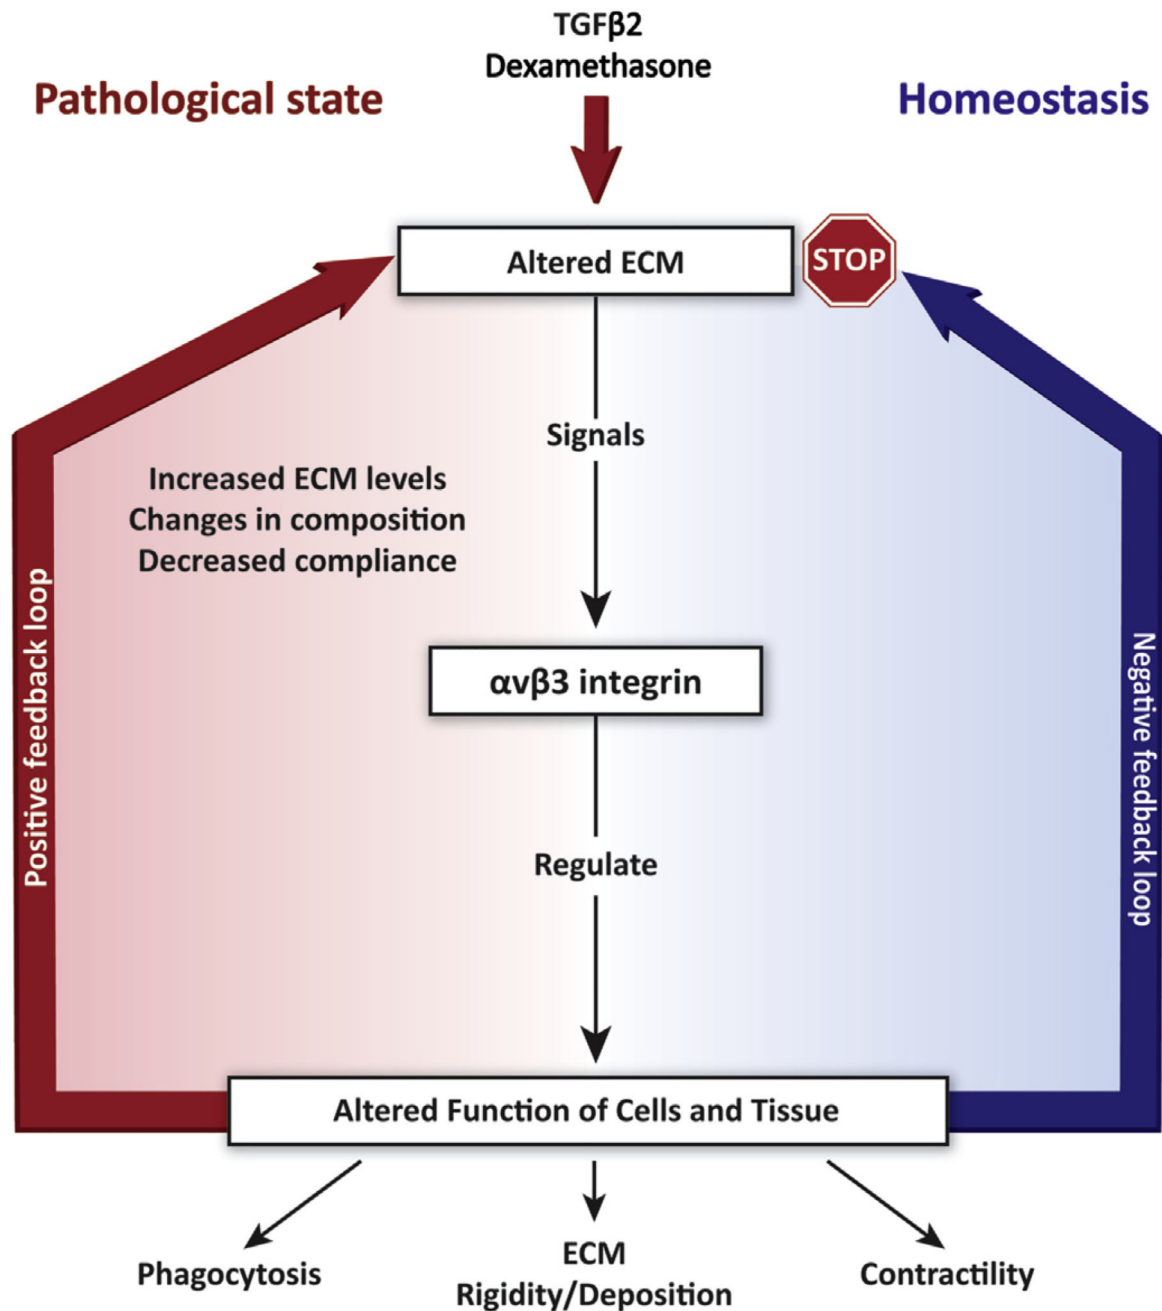 TGFβ2
Dexamethasone
Pathological state
Homeostasis
Altered ECM
STOP
Signals
Increased ECM levels
Changes in composition
Decreased compliance
αvβ3 integrin
Positive feedback loop
Negative feedback loop
Regulate
Altered Function of Cells and Tissue
Phagocytosis
ECM
Rigidity/Deposition
Contractility